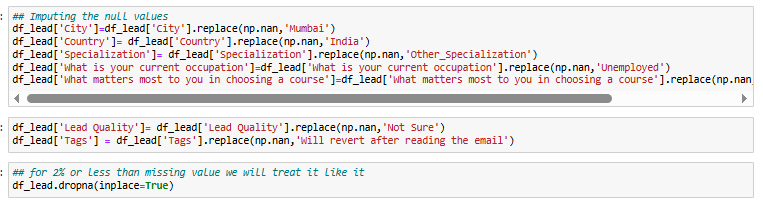 :
## Imputing the null values
df_lead['City']=df_lead['City'].replace(np.nan,'Mumbai')
df_lead['Country']= df_lead['Country'].replace(np.nan,'India')
df_lead['Specialization']= df_lead['Specialization'].replace(np.nan,'Other_Specialization')
df_lead['What is your current occupation']=df_lead['What is your current occupation'].replace(np.nan,'Unemployed')
df_lead['What matters most to you in choosing a course']=df_lead['What matters most to you in choosing a course'].replace(np.nan,
:
df_lead['Lead Quality']= df_lead['Lead Quality'].replace(np.nan,'Not Sure')
df_lead['Tags'] = df_lead['Tags'].replace(np.nan,'Will revert after reading the email')
:
## for 2% or less than missing value we will treat it like it
df_lead.dropna(inplace=True)